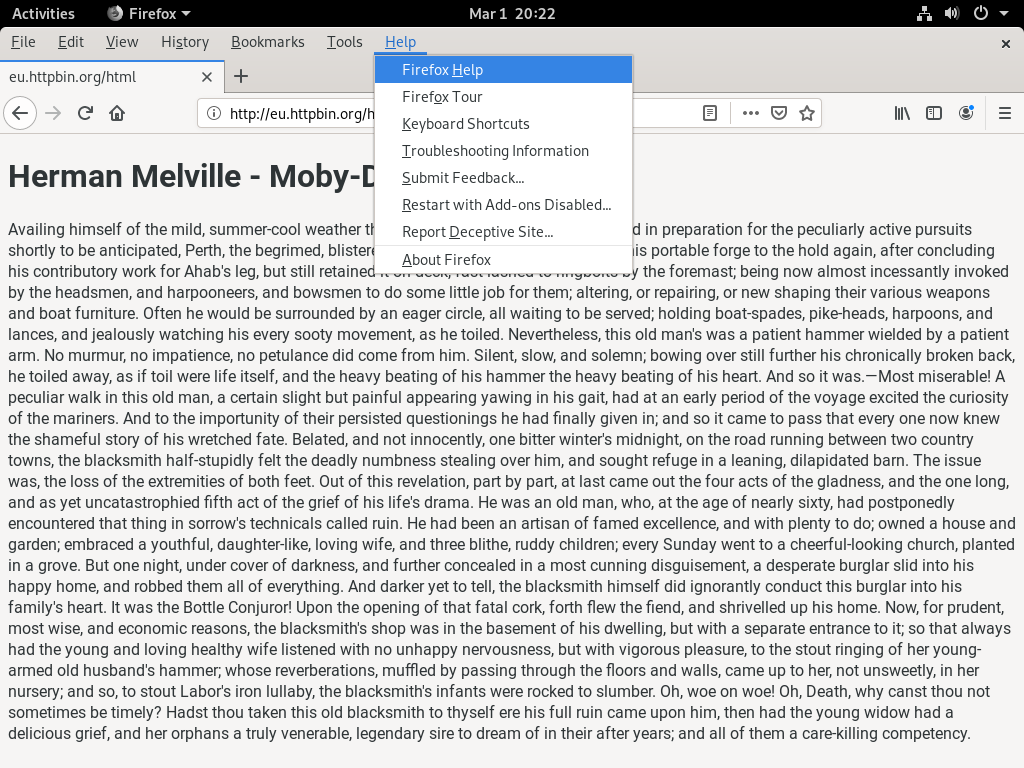 Activities Firefox Mar 1 20:22
File Edit View History Bookmarks Tools Help
eu.httpbin.org/html
http://eu.httpbin.org/h
Firefox Help
Firefox Tour
Keyboard Shortcuts
Troubleshooting Information
Submit Feedback...
Restart with Add-ons Disabled...
Report Deceptive Site...
About Firefox
Herman Melville - Moby-D
Availing himself of the mild, summer-cool weather in preparation for the peculiarly active pursuits
shortly to be anticipated, Perth, the begrimed, portable forge to the hold again, after concluding
his contributory work for Ahab's leg, but still retained it on deck, fast lashed to ringbolts by the foremast; being now almost incessantly invoked
by the headsmen, and harpooneers, and bowsmen to do some little job for them; altering, or repairing, or new shaping their various weapons
and boat furniture. Often he would be surrounded by an eager circle, all waiting to be served; holding boat-spades, pike-heads, harpoons, and
lances, and jealously watching his every sooty movement, as he toiled. Nevertheless, this old man's was a patient hammer wielded by a patient
arm. No murmur, no impatience, no petulance did come from him. Silent, slow, and solemn; bowing over still further his chronically broken back,
he toiled away, as if toil were life itself, and the heavy beating of his hammer the heavy beating of his heart. And so it was.—Most miserable! A
peculiar walk in this old man, a certain slight but painful appearing yawing in his gait, had at an early period of the voyage excited the curiosity
of the mariners. And to the importunity of their persisted questionings he had finally given in; and so it came to pass that every one now knew
the shameful story of his wretched fate. Belated, and not innocently, one bitter winter's midnight, on the road running between two country
towns, the blacksmith half-stupidly felt the deadly numbness stealing over him, and sought refuge in a leaning, dilapidated barn. The issue
was, the loss of the extremities of both feet. Out of this revelation, part by part, at last came out the four acts of the gladness, and the one long,
and as yet uncatastrophied fifth act of the grief of his life's drama. He was an old man, who, at the age of nearly sixty, had postponedly
encountered that thing in sorrow's technicals called ruin. He had been an artisan of famed excellence, and with plenty to do; owned a house and
garden; embraced a youthful, daughter-like, loving wife, and three blithe, ruddy children; every Sunday went to a cheerful-looking church, planted
in a grove. But one night, under cover of darkness, and further concealed in a most cunning disguisement, a desperate burglar slid into his
happy home, and robbed them all of everything. And darker yet to tell, the blacksmith himself did ignorantly conduct this burglar into his
family's heart. It was the Bottle Conjuror! Upon the opening of that fatal cork, forth flew the fiend, and shrivelled up his home. Now, for prudent,
most wise, and economic reasons, the blacksmith's shop was in the basement of his dwelling, but with a separate entrance to it; so that always
had the young and loving healthy wife listened with no unhappy nervousness, but with vigorous pleasure, to the stout ringing of her young-
armed old husband's hammer; whose reverberations, muffled by passing through the floors and walls, came up to her, not unsweetly, in her
nursery; and so, to stout Labor's iron lullaby, the blacksmith's infants were rocked to slumber. Oh, woe on woe! Oh, Death, why canst thou not
sometimes be timely? Hadst thou taken this old blacksmith to thyself ere his full ruin came upon him, then had the young widow had a
delicious grief, and her orphans a truly venerable, legendary sire to dream of in their after years; and all of them a care-killing competency.